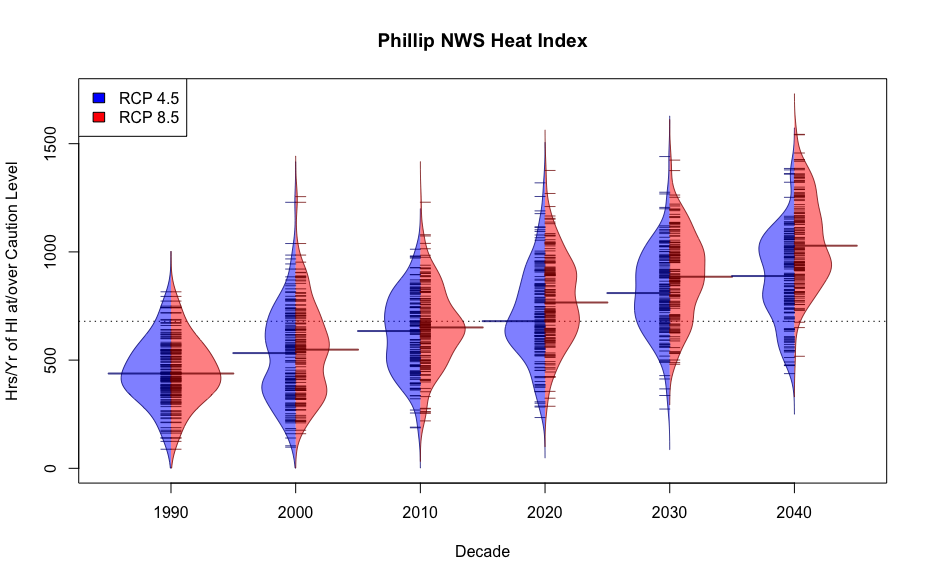 Phillip NWS Heat Index
RCP 4.5
RCP 8.5
Hrs/Yr of HI at/over Caution Level
1500
1000
500
0
1990 2000 2010 2020 2030 2040
Decade